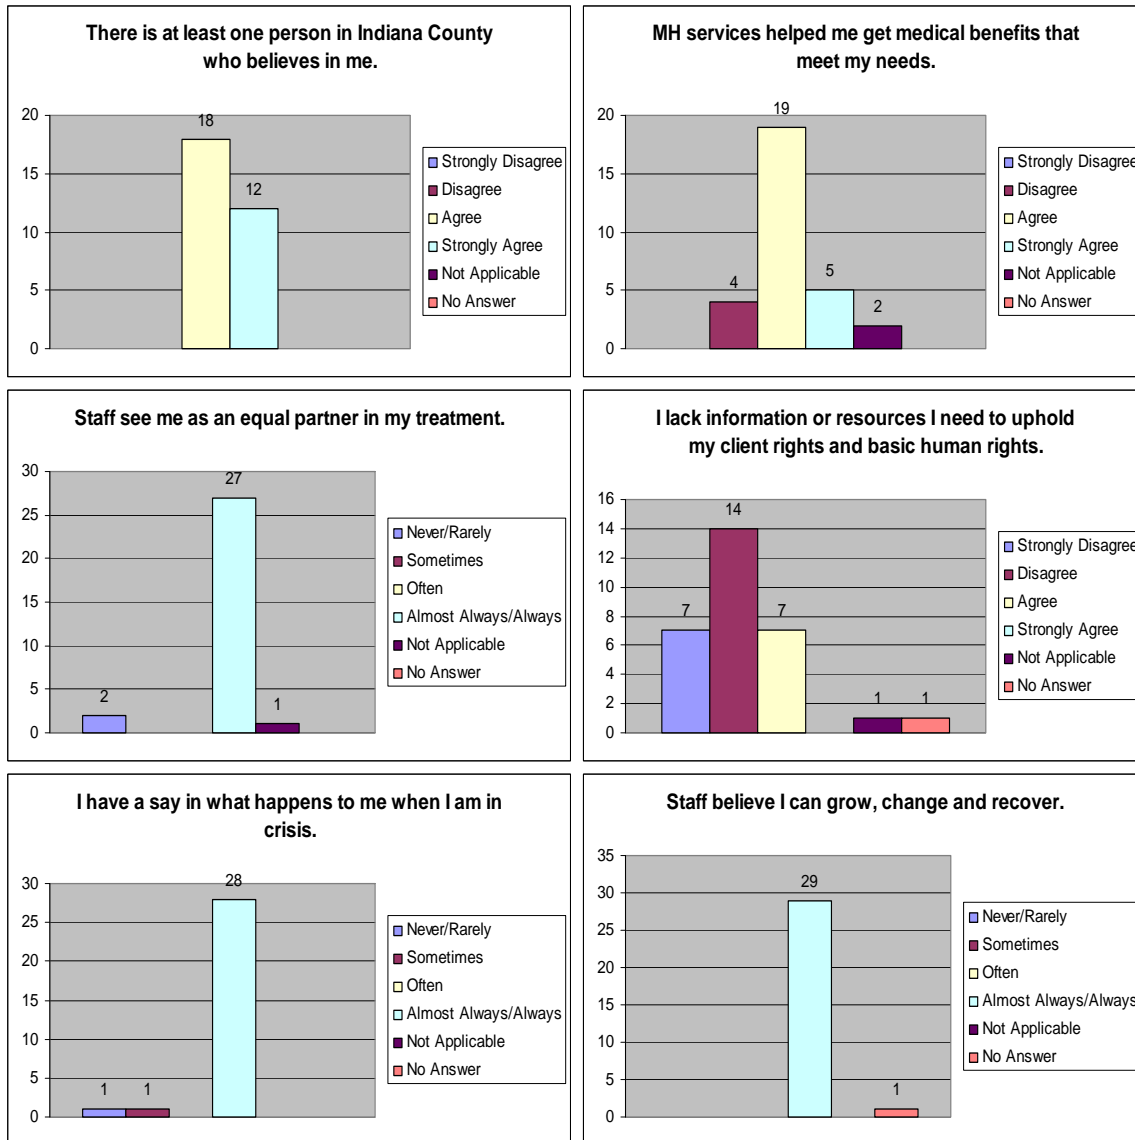 There is at least one person in Indiana County
who believes in me.
20
15
10
5
0
18
12
Strongly Disagree
Disagree
Agree
Strongly Agree
Not Applicable
No Answer
MH services helped me get medical benefits that
meet my needs.
20
15
10
5
0
4
19
5
2
Strongly Disagree
Disagree
Agree
Strongly Agree
Not Applicable
No Answer
Staff see me as an equal partner in my treatment.
30
25
20
15
10
5
0
2
27
1
Never/Rarely
Sometimes
Often
Almost Always/Always
Not Applicable
No Answer
I lack information or resources I need to uphold
my client rights and basic human rights.
16
14
12
10
8
6
4
2
0
7
14
7
1
1
Strongly Disagree
Disagree
Agree
Strongly Agree
Not Applicable
No Answer
I have a say in what happens to me when I am in
crisis.
30
25
20
15
10
5
0
1
1
28
Never/Rarely
Sometimes
Often
Almost Always/Always
Not Applicable
No Answer
Staff believe I can grow, change and recover.
35
30
25
20
15
10
5
0
29
1
Never/Rarely
Sometimes
Often
Almost Always/Always
Not Applicable
No Answer